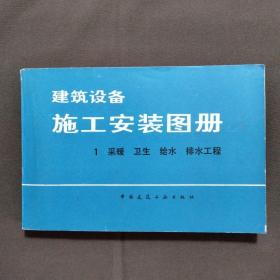 建筑设备
施工安装图册
1 采暖 卫生 给水 排水工程
中国建筑工业出版社